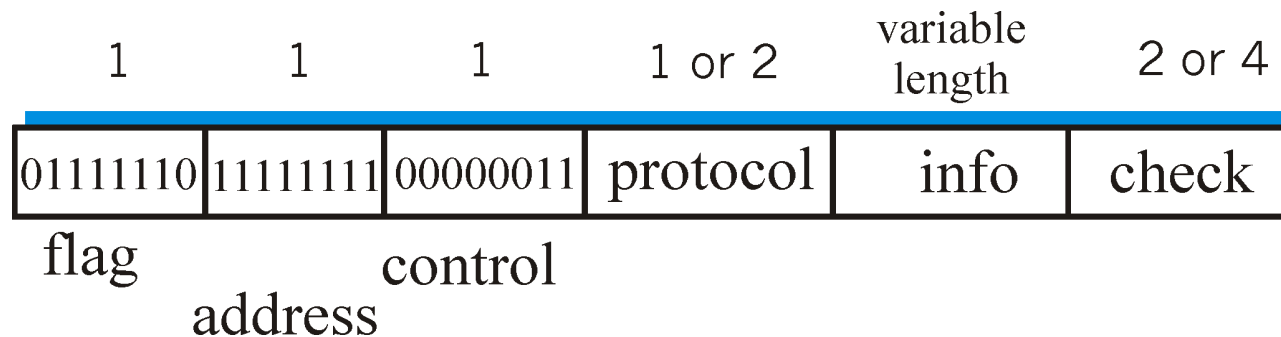 1 1 1 1 or 2 variable length 2 or 4
01111110 11111111 00000011 protocol info check
flag control
address